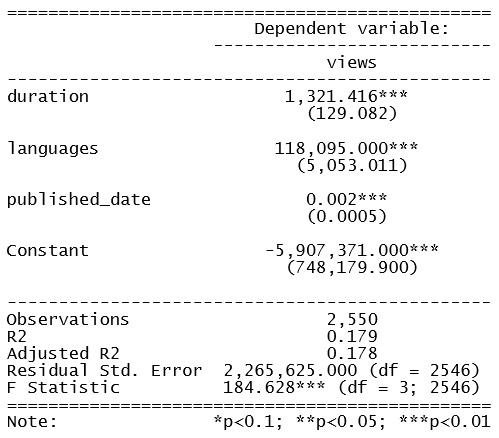 Dependent variable:
views
duration 1,321.416***
(129.082)
languages 118,095.000***
(5,053.011)
published_date 0.002***
(0.0005)
Constant -5,907,371.000***
(748,179.900)
Observations 2,550
R2 0.179
Adjusted R2 0.178
Residual Std. Error 2,265,625.000 (df = 2546)
F Statistic 184.628*** (df = 3; 2546)
Note: *p<0.1; **p<0.05; ***p<0.01